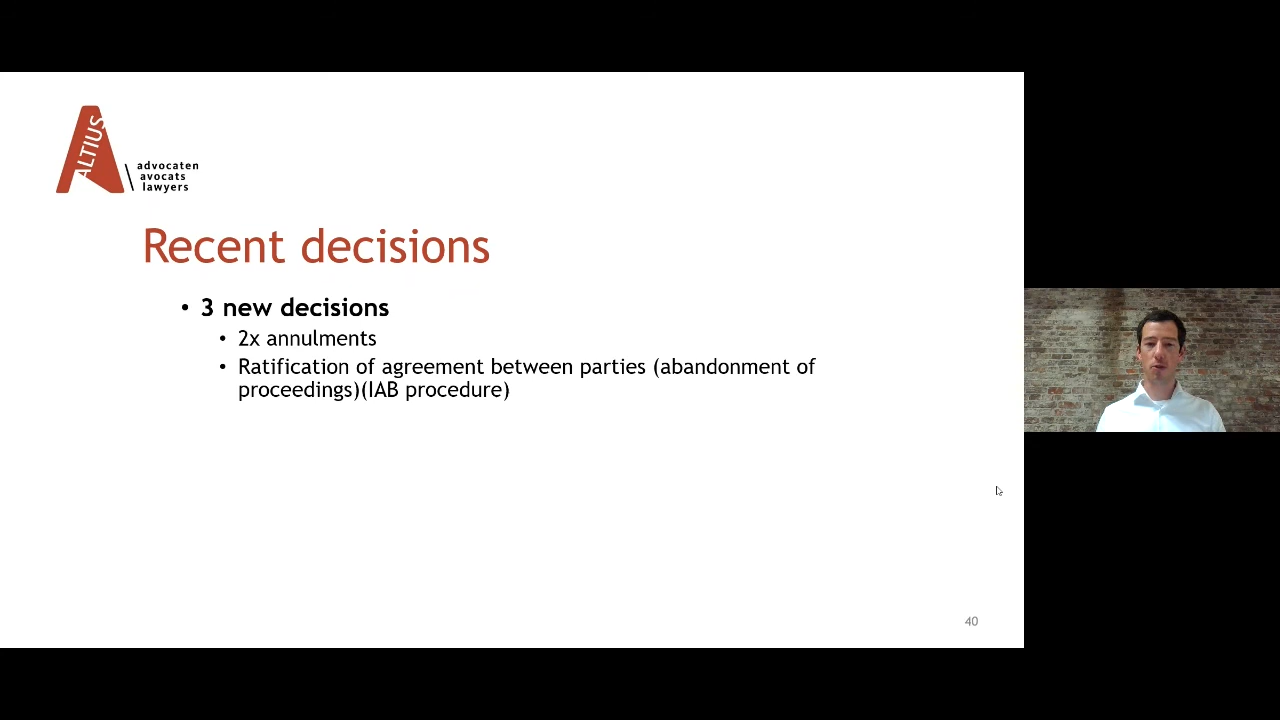 ALTIUS
advocaten
avocats
lawyers
Recent decisions
• 3 new decisions
• 2x annulments
• Ratification of agreement between parties (abandonment of
proceedings)(IAB procedure)
40